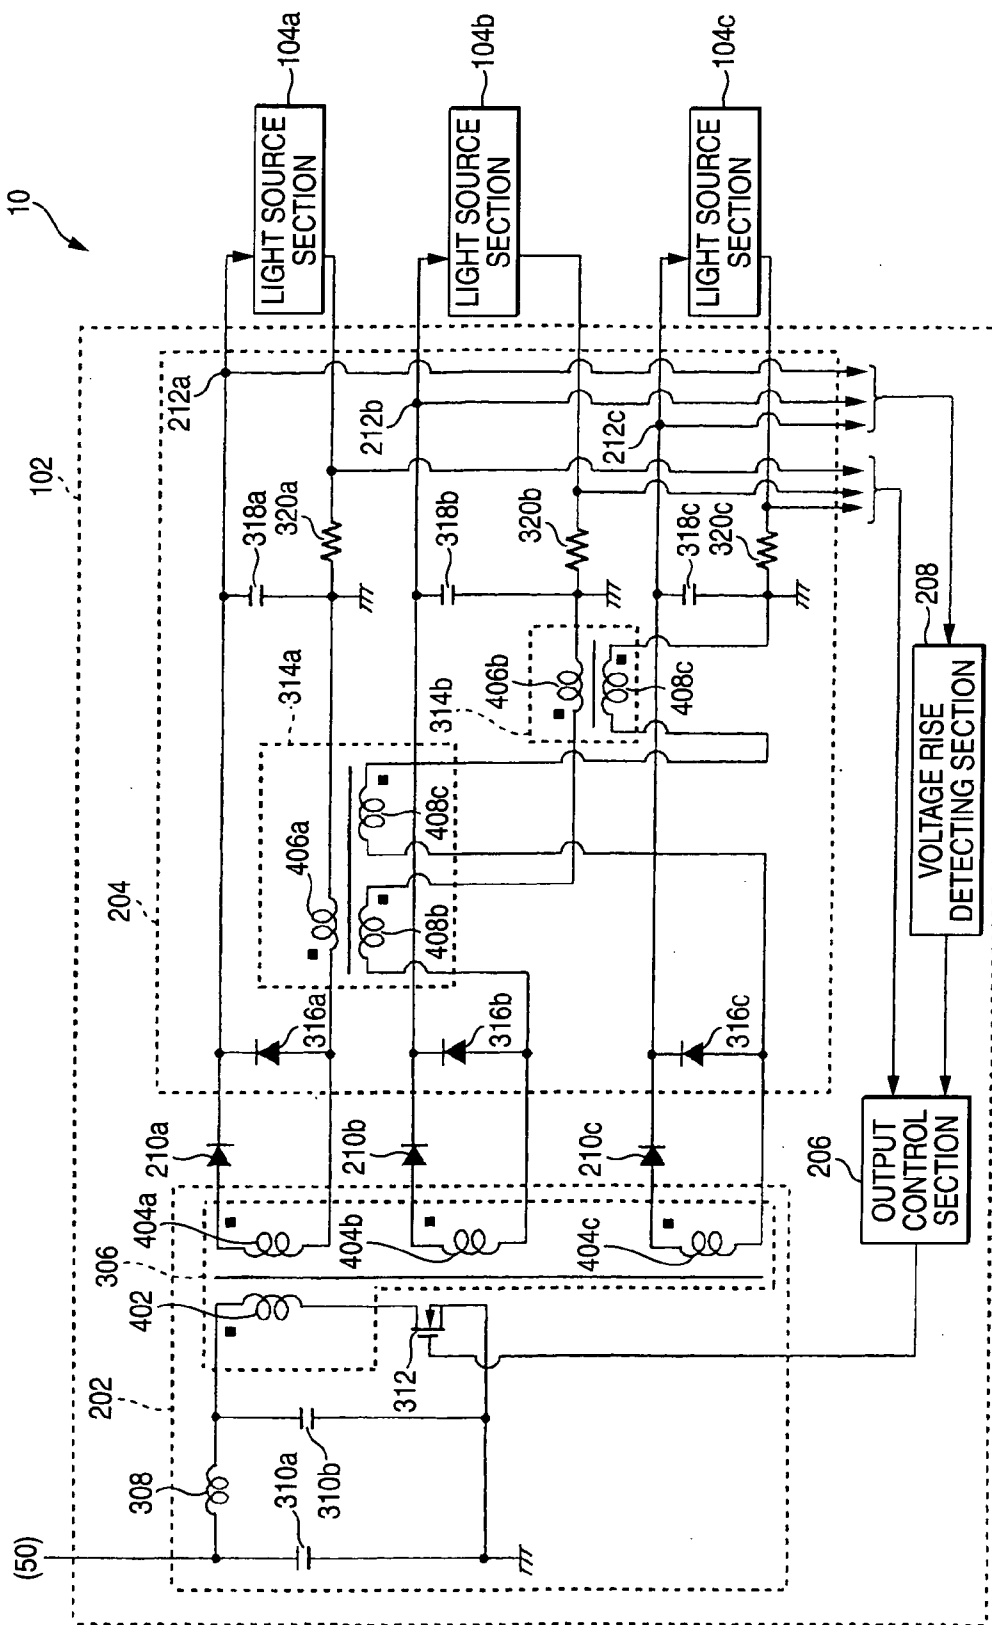 10
102
104a
LIGHT SOURCE
SECTION
104b
LIGHT SOURCE
SECTION
104c
LIGHT SOURCE
SECTION
212a
212b
212c
318a
320a
318b
320b
318c
320c
314a
314b
406a
408b
408c
406b
408c
204
316a
316b
316c
210a
210b
210c
404a
404b
404c
306
402
312
202
308
310a
310b
(50)
206
OUTPUT
CONTROL
SECTION
208
VOLTAGE RISE
DETECTING SECTION